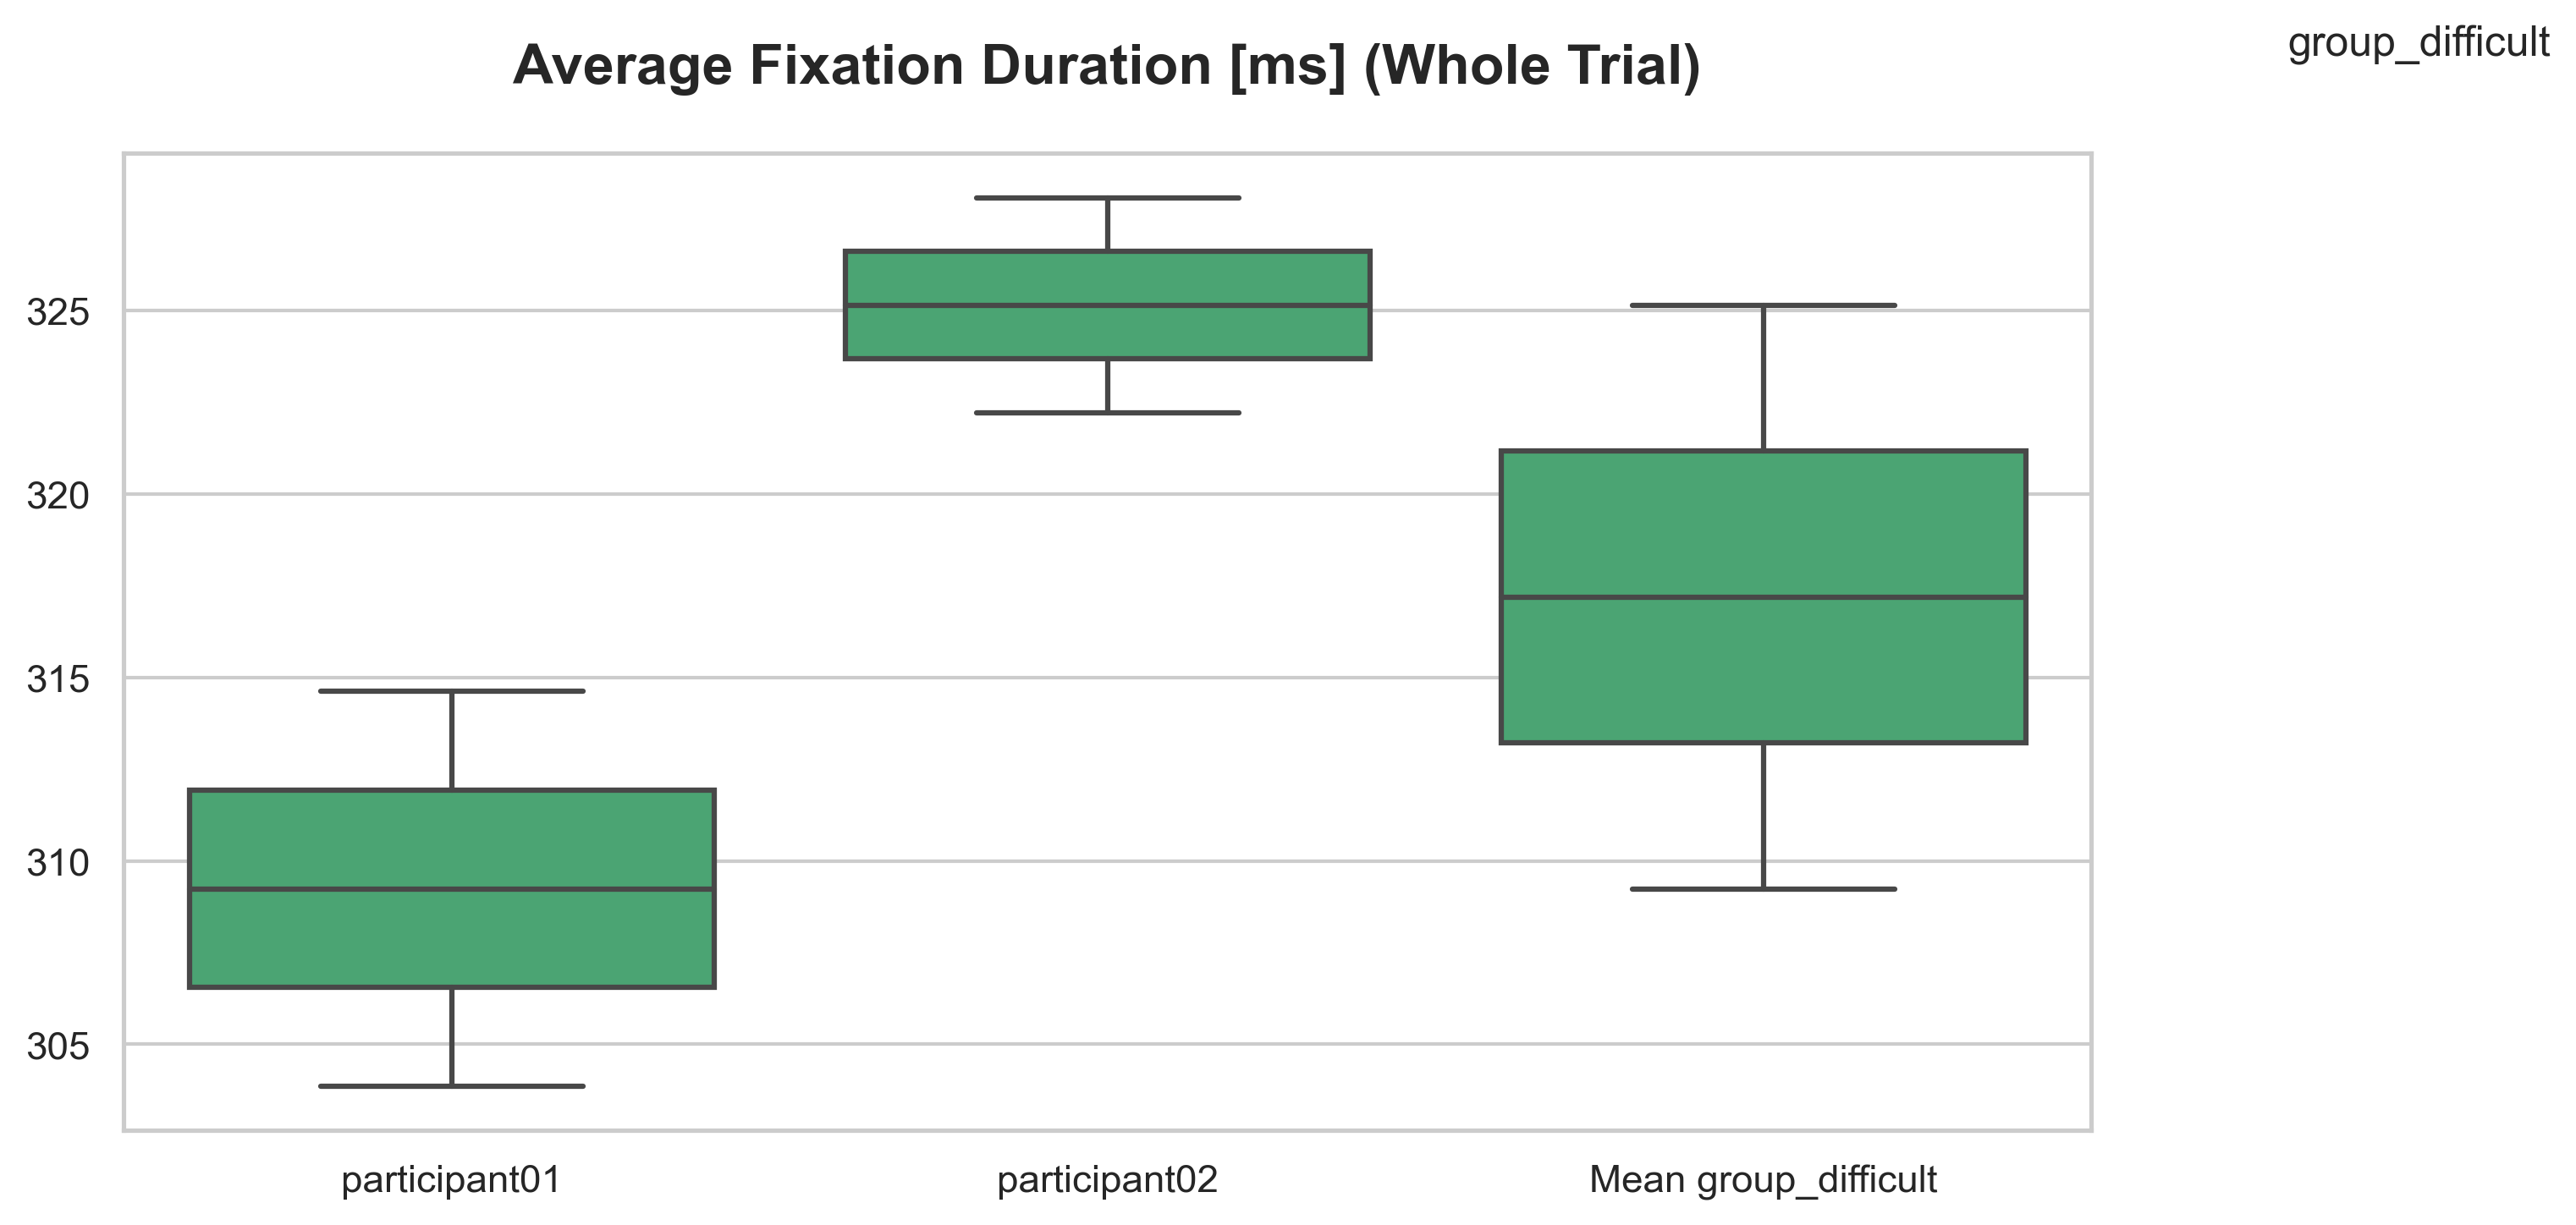 group_difficult
Average Fixation Duration [ms] (Whole Trial)
325
320
315
310
305
participant01
participant02
Mean group_difficult